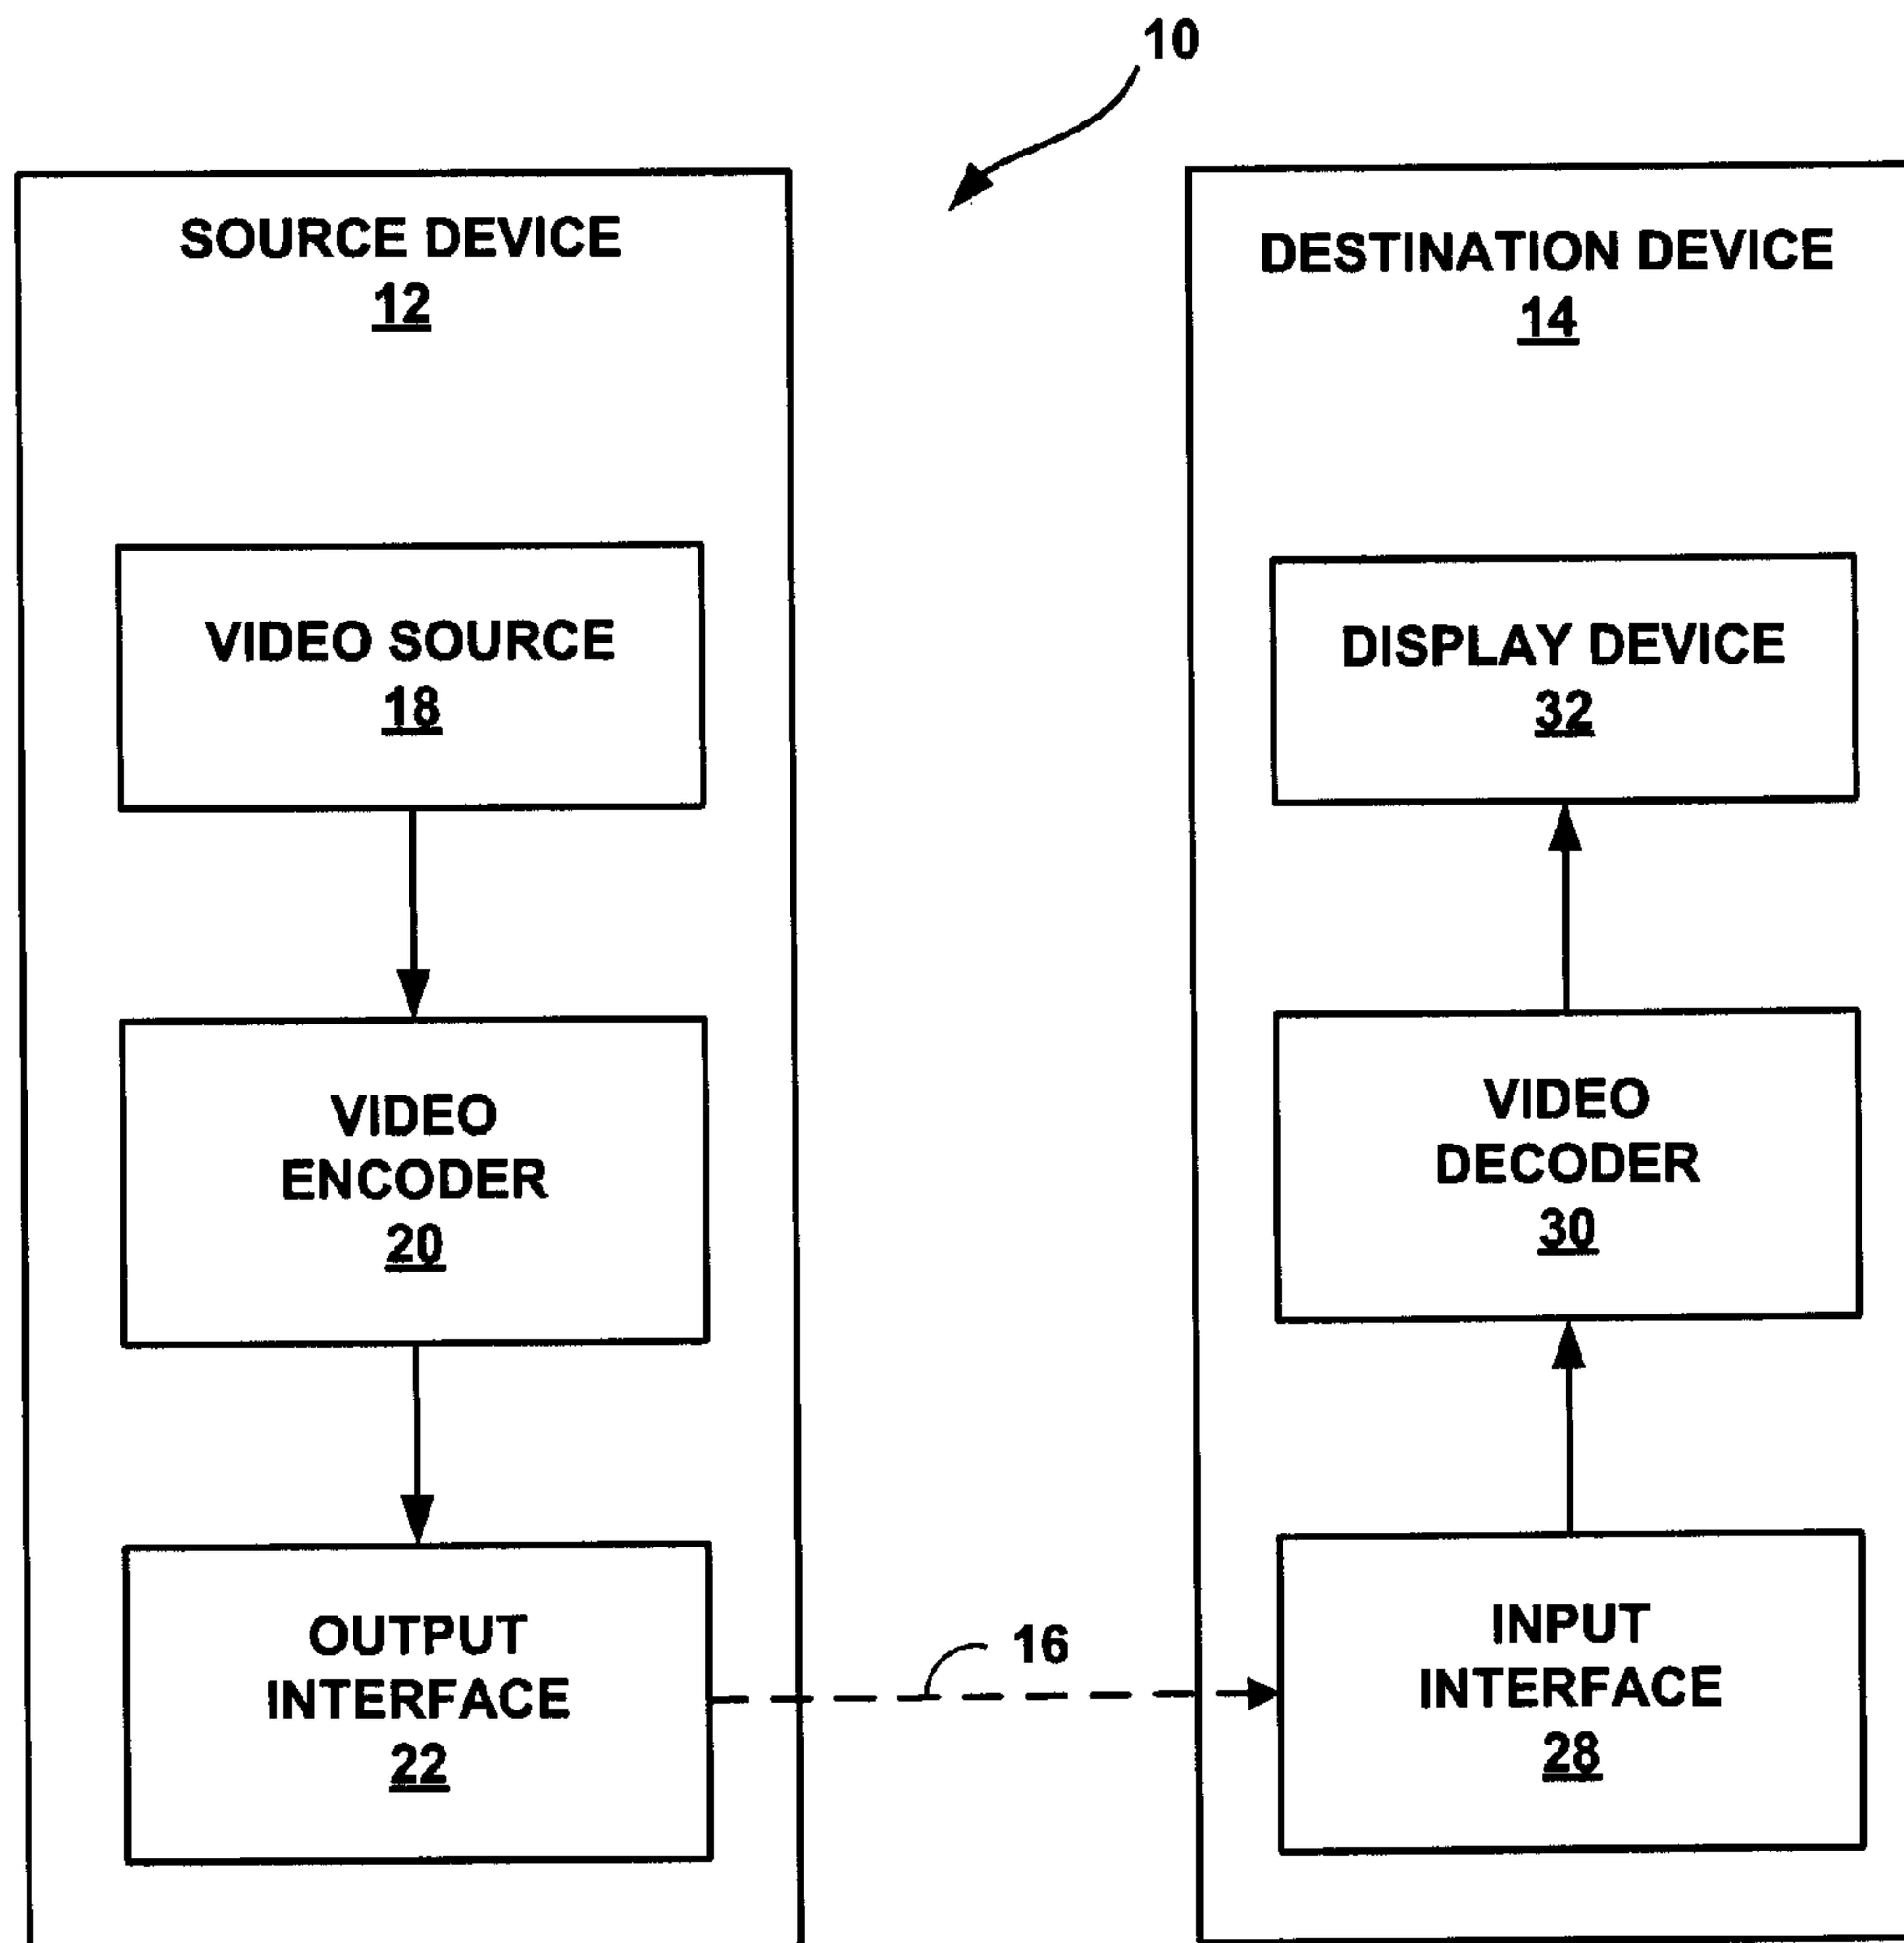 10
SOURCE DEVICE
12
VIDEO SOURCE
18
VIDEO
ENCODER
20
OUTPUT
INTERFACE
22
16
DESTINATION DEVICE
14
DISPLAY DEVICE
32
VIDEO
DECODER
30
INPUT
INTERFACE
28